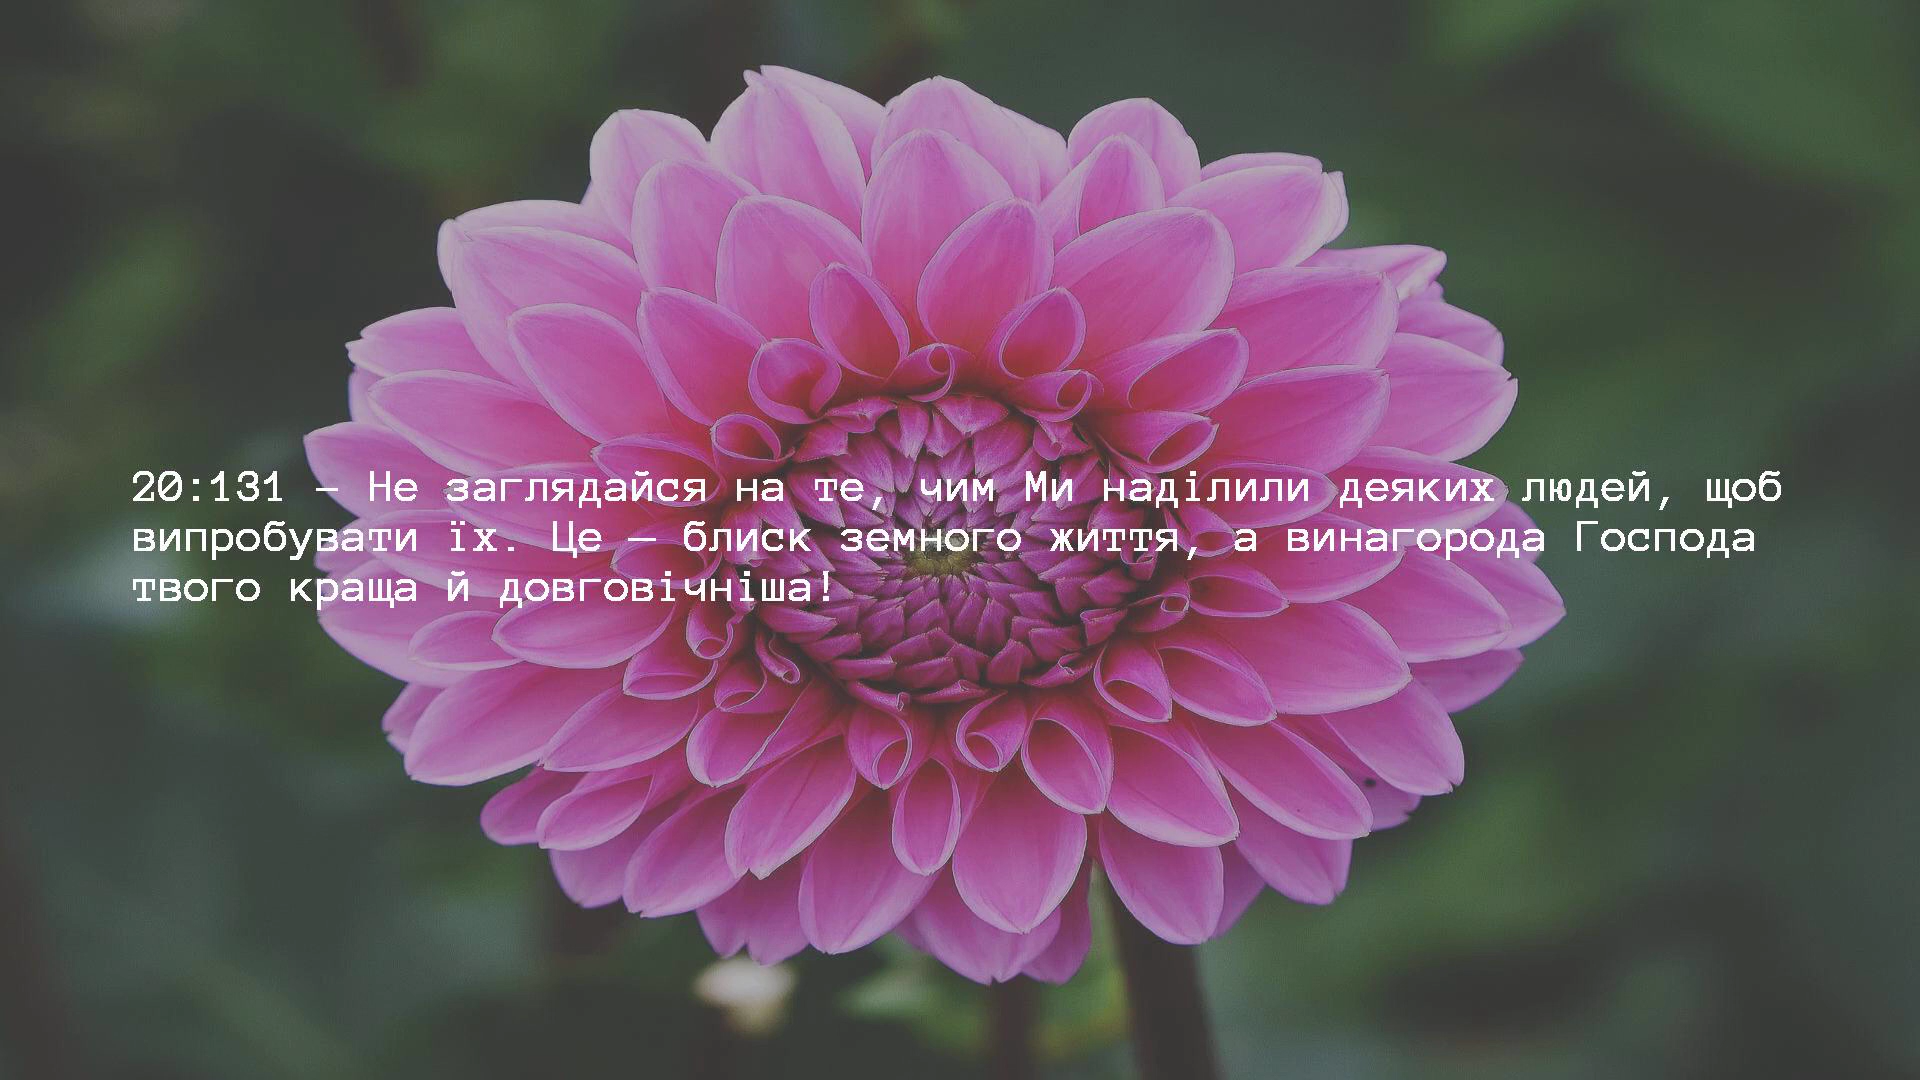 20:131 – Не заглядайся на те, чим Ми наділили деяких людей, щоб
випробувати їх. Це — блиск земного життя, а винагорода Господа
твого краща й довговічніша!